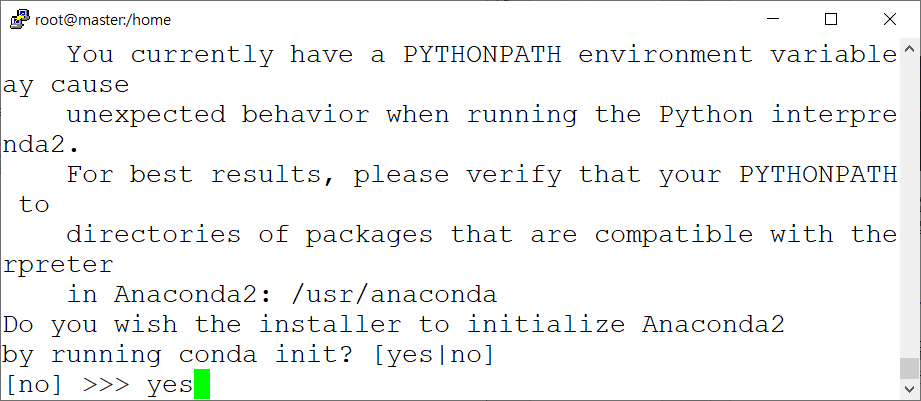 root@master:/home
You currently have a PYTHONPATH environment variable
ay cause
unexpected behavior when running the Python interpre
nda2.
For best results, please verify that your PYTHONPATH
to
directories of packages that are compatible with the
rpreter
in Anaconda2: /usr/anaconda
Do you wish the installer to initialize Anaconda2
by running conda init? [yes|no]
[no] >>> yes